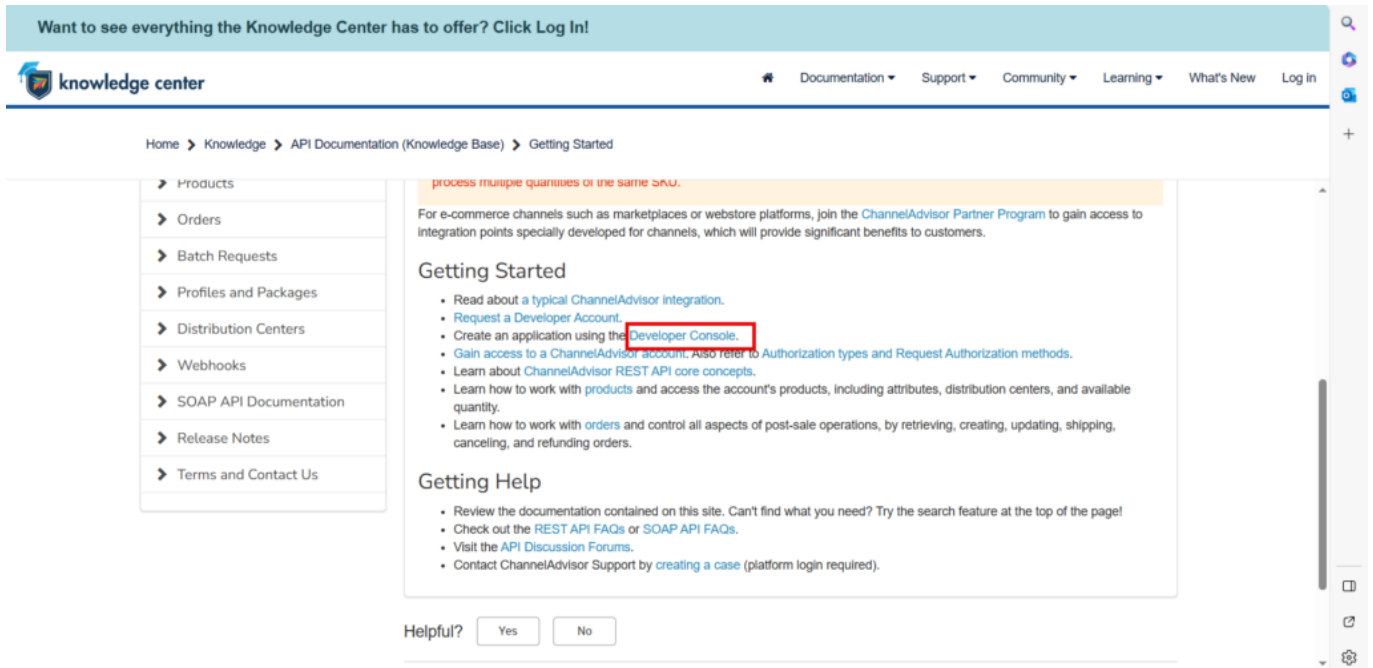 Want to see everything the Knowledge Center has to offer? Click Log In!
knowledge center
Documentation
Support
Community
Learning
What's New
Log in
Home
Knowledge
API Documentation (Knowledge Base)
Getting Started
Products
Orders
Batch Requests
Profiles and Packages
Distribution Centers
Webhooks
SOAP API Documentation
Release Notes
Terms and Contact Us
process multiple quantities of the same SKU.
For e-commerce channels such as marketplaces or webstore platforms, join the ChannelAdvisor Partner Program to gain access to
integration points specially developed for channels, which will provide significant benefits to customers.
Getting Started
Read about a typical ChannelAdvisor integration.
Request a Developer Account.
Create an application using the Developer Console.
Gain access to a ChannelAdvisor account. Also refer to Authorization types and Request Authorization methods.
Learn about ChannelAdvisor REST API core concepts.
Learn how to work with products and access the account's products, including attributes, distribution centers, and available
quantity.
Learn how to work with orders and control all aspects of post-sale operations, by retrieving, creating, updating, shipping,
canceling, and refunding orders.
Getting Help
Review the documentation contained on this site. Can't find what you need? Try the search feature at the top of the page!
Check out the REST API FAQs or SOAP API FAQs.
Visit the API Discussion Forums.
Contact ChannelAdvisor Support by creating a case (platform login required).
Helpful?
Yes
No